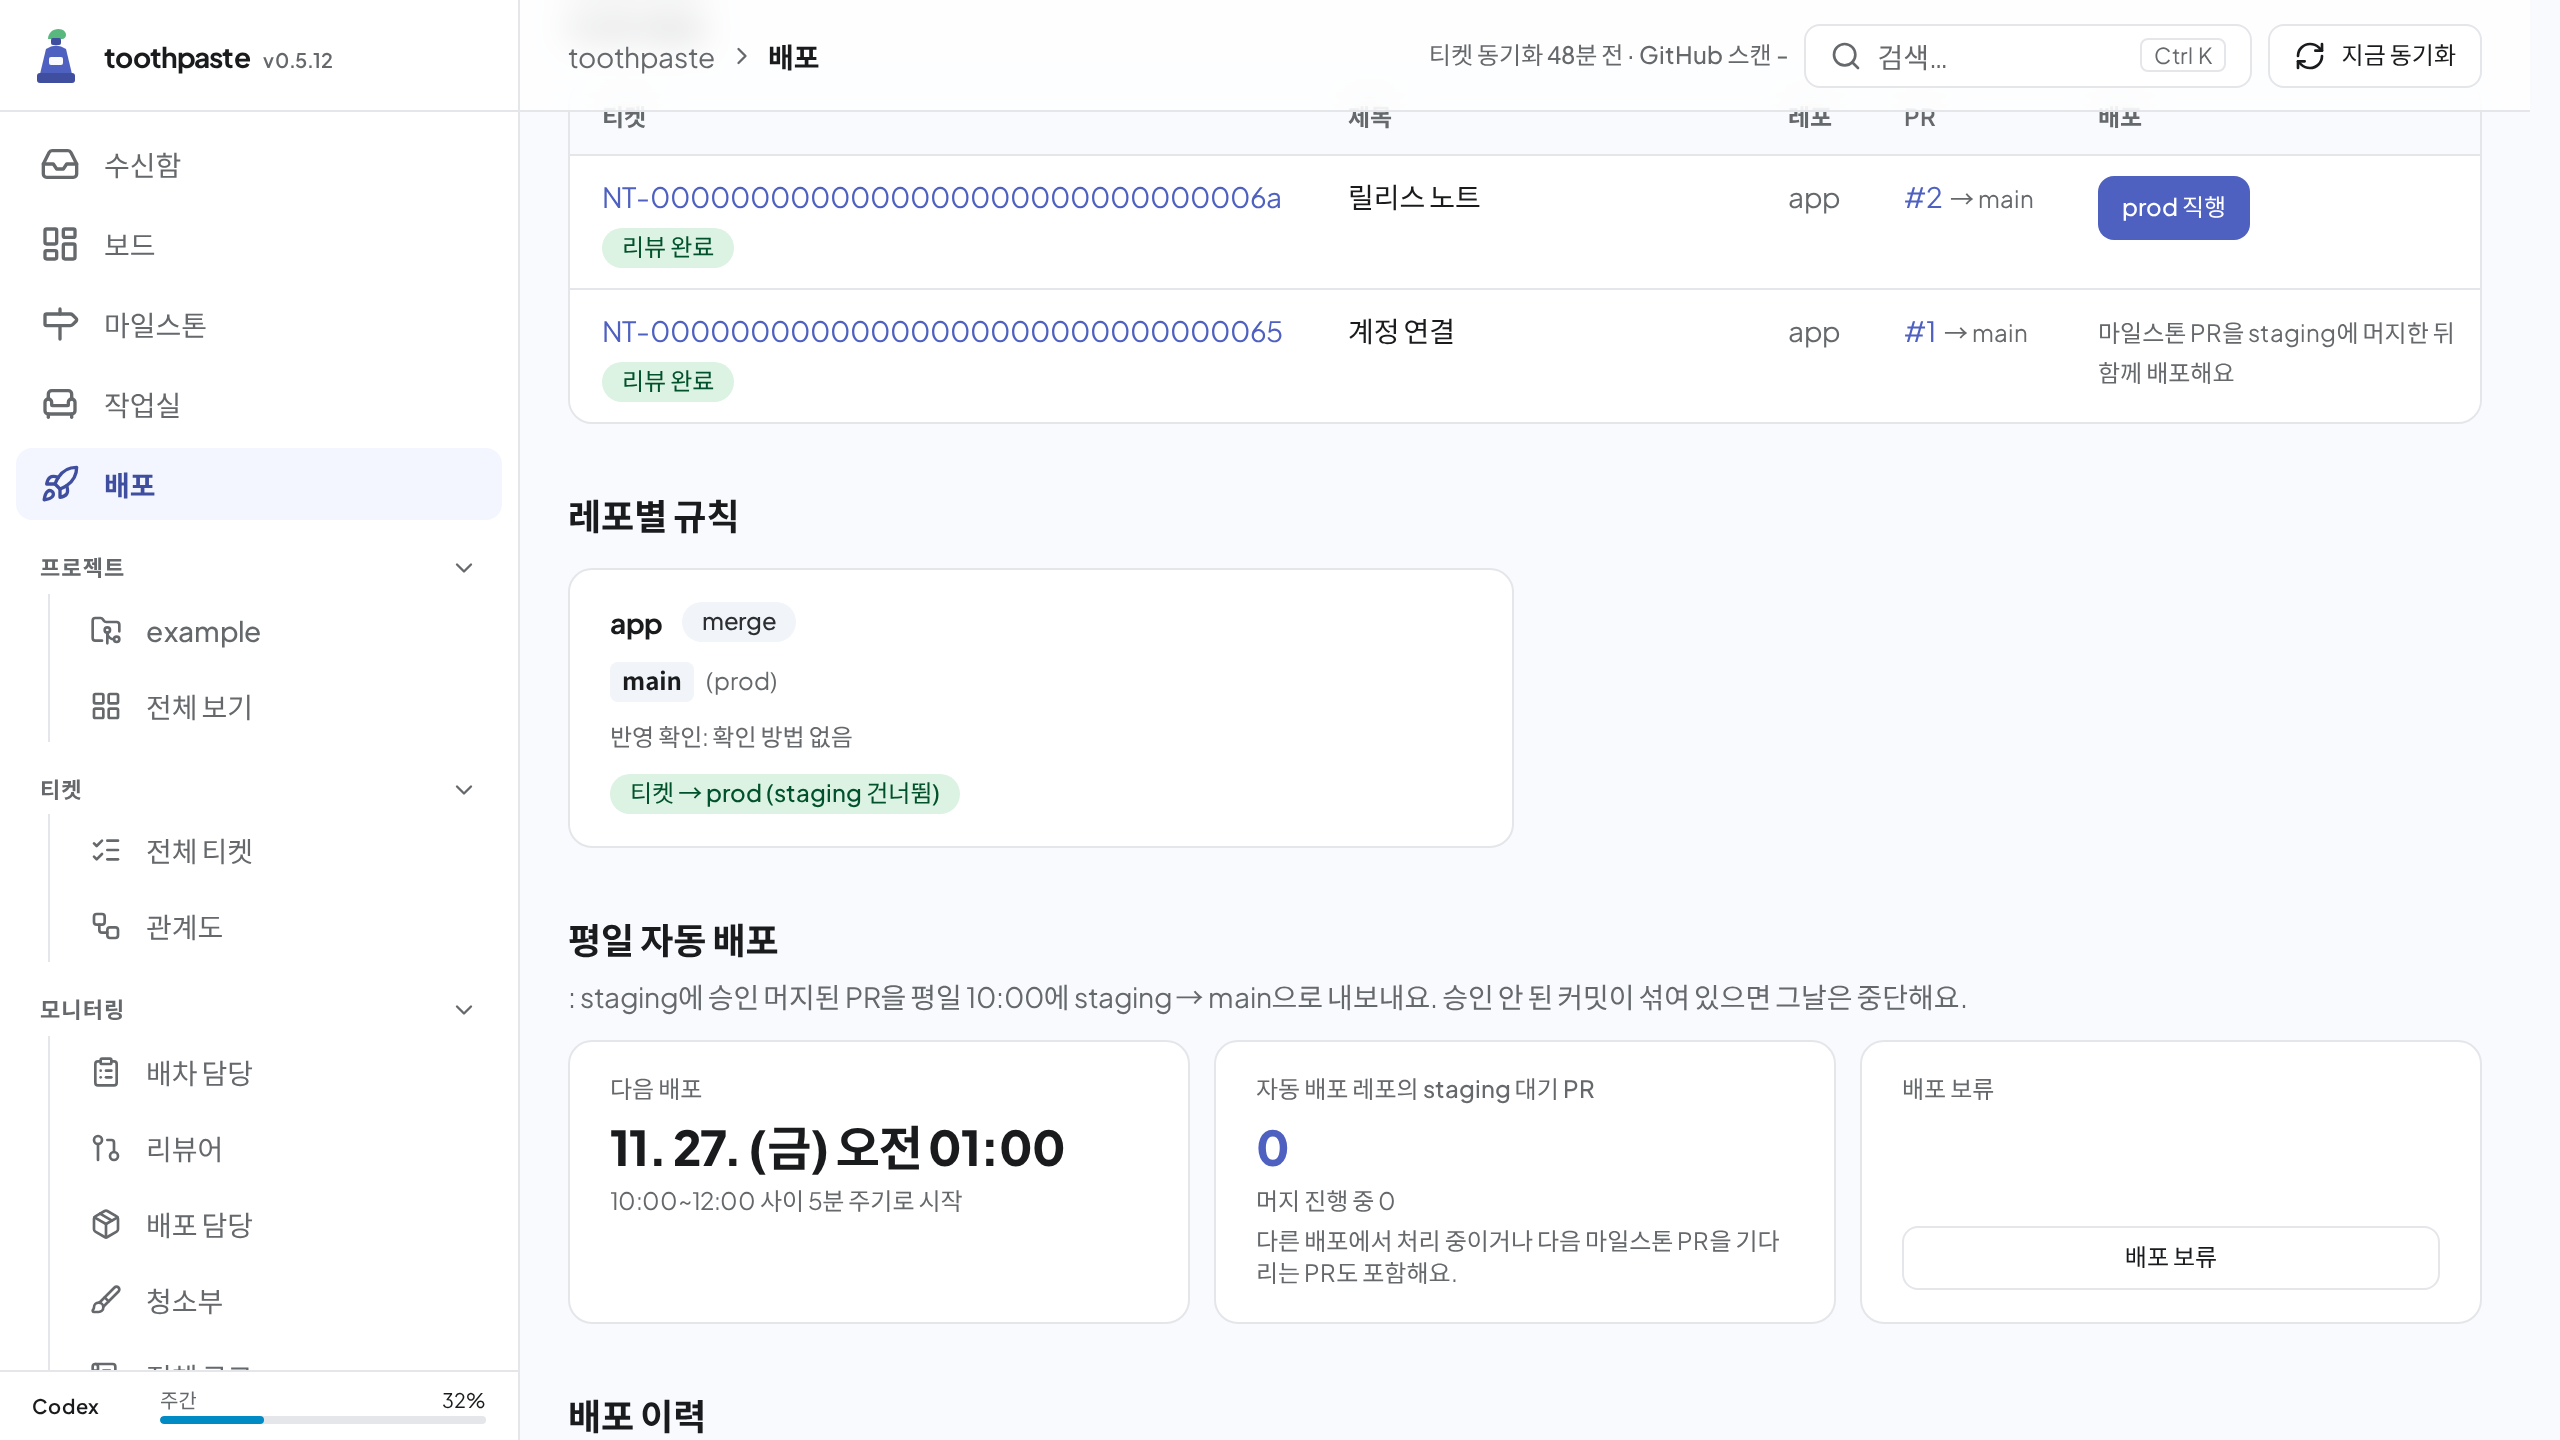 toothpaste v0.5.12
toothpaste > 배포
티켓 동기화 48분 전 · GitHub 스캔 -
검색...
Ctrl K
지금 동기화
수신함
보드
마일스톤
작업실
배포
프로젝트
example
전체 보기
티켓
전체 티켓
관계도
모니터링
배차 담당
리뷰어
배포 담당
청소부
Codex
주간
32%
티켓 제목 레포 PR 배포
NT-0000000000000000000000000000006a 릴리스 노트 app #2 → main prod 직행
리뷰 완료
NT-00000000000000000000000000000065 계정 연결 app #1 → main 마일스톤 PR을 staging에 머지한 뒤
함께 배포해요
리뷰 완료
레포별 규칙
app merge
main (prod)
반영 확인: 확인 방법 없음
티켓 → prod (staging 건너뜀)
평일 자동 배포
: staging에 승인 머지된 PR을 평일 10:00에 staging → main으로 내보내요. 승인 안 된 커밋이 섞여 있으면 그날은 중단해요.
다음 배포
11. 27. (금) 오전 01:00
10:00~12:00 사이 5분 주기로 시작
자동 배포 레포의 staging 대기 PR
0
머지 진행 중 0
다른 배포에서 처리 중이거나 다음 마일스톤 PR을 기다
리는 PR도 포함해요.
배포 보류
배포 보류
배포 이력